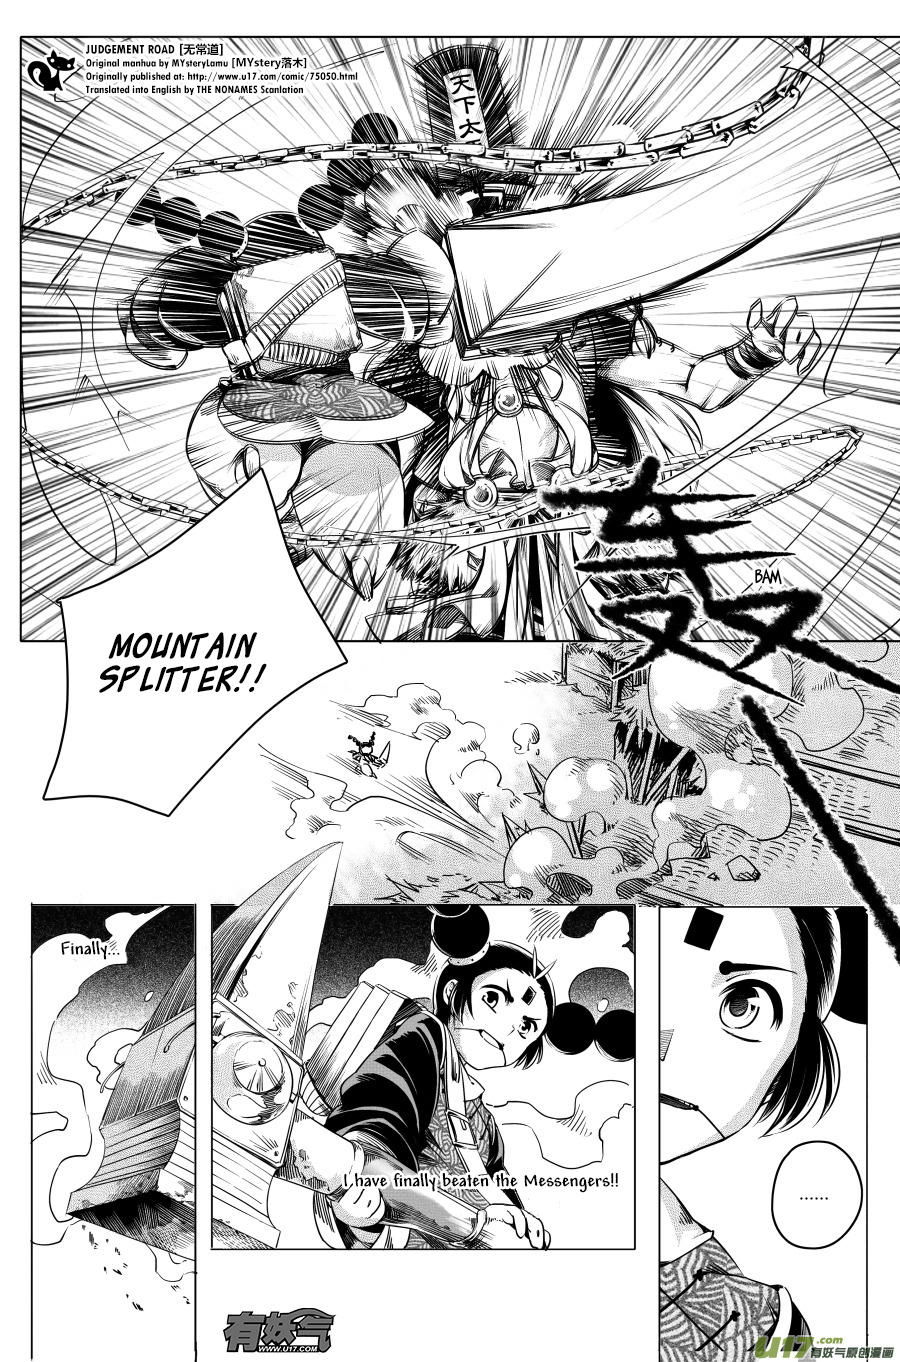 JUDGEMENT ROAD [无常道]
Original manhua by MYsteryLamu [MYstery落木]
Originally published at: http://www.u17.com/comic/75050.html
Translated into English by THE NONAMES Scanlation
天下太
轰
BAM
MOUNTAIN
SPLITTER!!
Finally...
I have finally beaten the Messengers!!
......
有妖气
WWW.U17.COM
U17.com
有妖气原创漫画